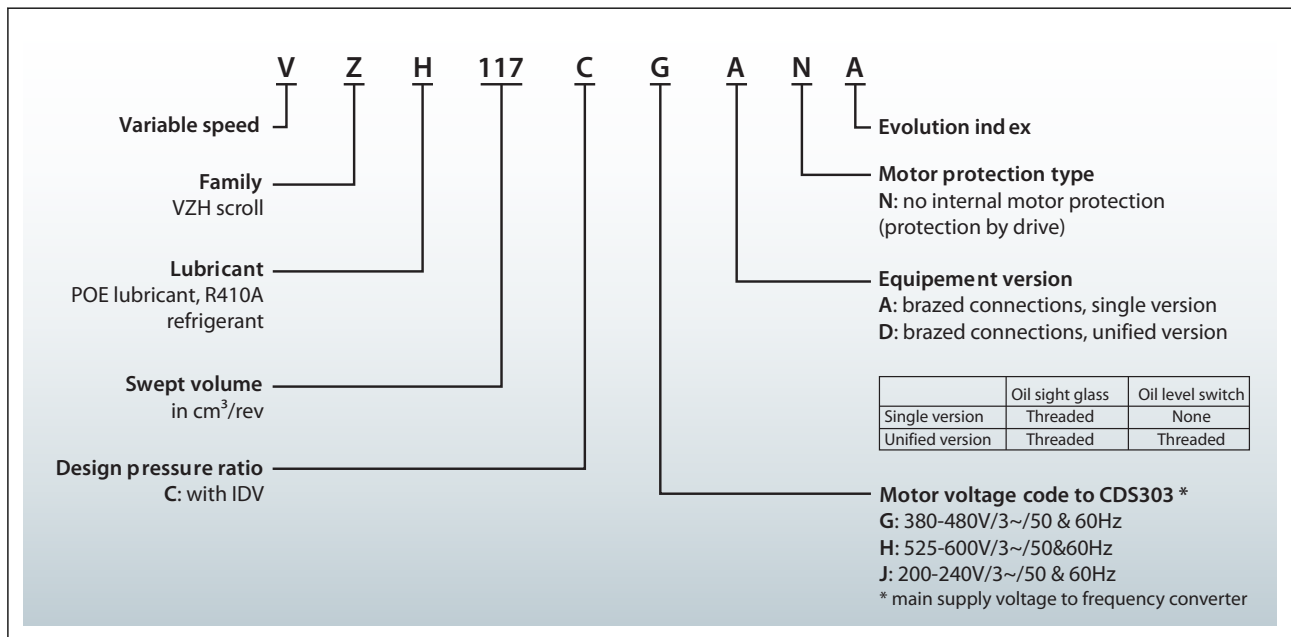 V Z H 117 C G A N A
Variable speed
Family
VZH scroll
Lubricant
POE lubricant, R410A
refrigerant
Swept volume
in cm³/rev
Design pressure ratio
C: with IDV
Evolution ind ex
Motor protection type
N: no internal motor protection
(protection by drive)
Equipement version
A: brazed connections, single version
D: brazed connections, unified version
Oil sight glass Oil level switch
Single version Threaded None
Unified version Threaded Threaded
Motor voltage code to CDS303 *
G: 380-480V/3~/50 & 60Hz
H: 525-600V/3~/50&60Hz
J: 200-240V/3~/50 & 60Hz
* main supply voltage to frequency converter